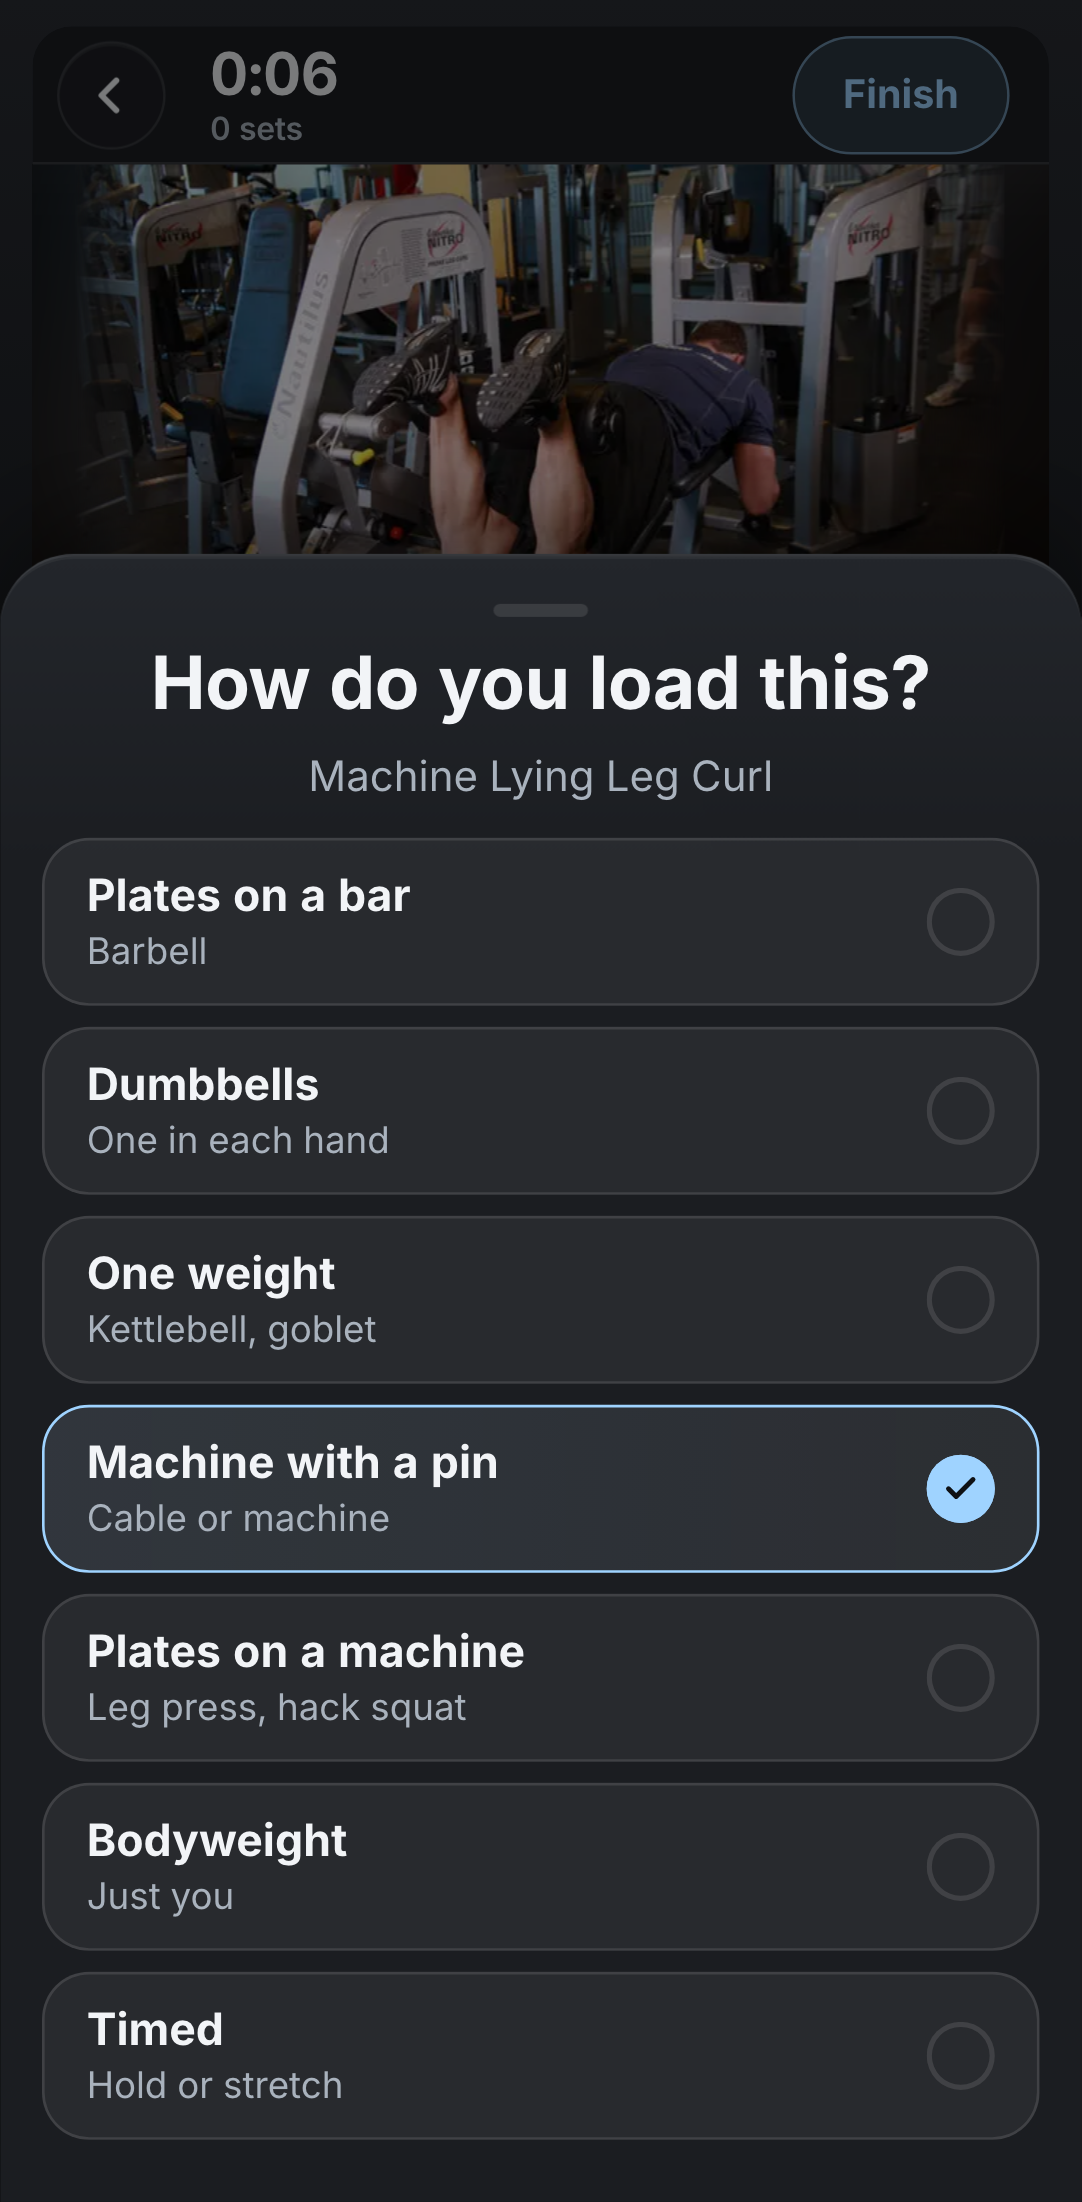 0:06
0 sets
Finish
NITRO
NITRO
NITRO
Nautilus
How do you load this?
Machine Lying Leg Curl
Plates on a bar
Barbell
Dumbbells
One in each hand
One weight
Kettlebell, goblet
Machine with a pin
Cable or machine
Plates on a machine
Leg press, hack squat
Bodyweight
Just you
Timed
Hold or stretch